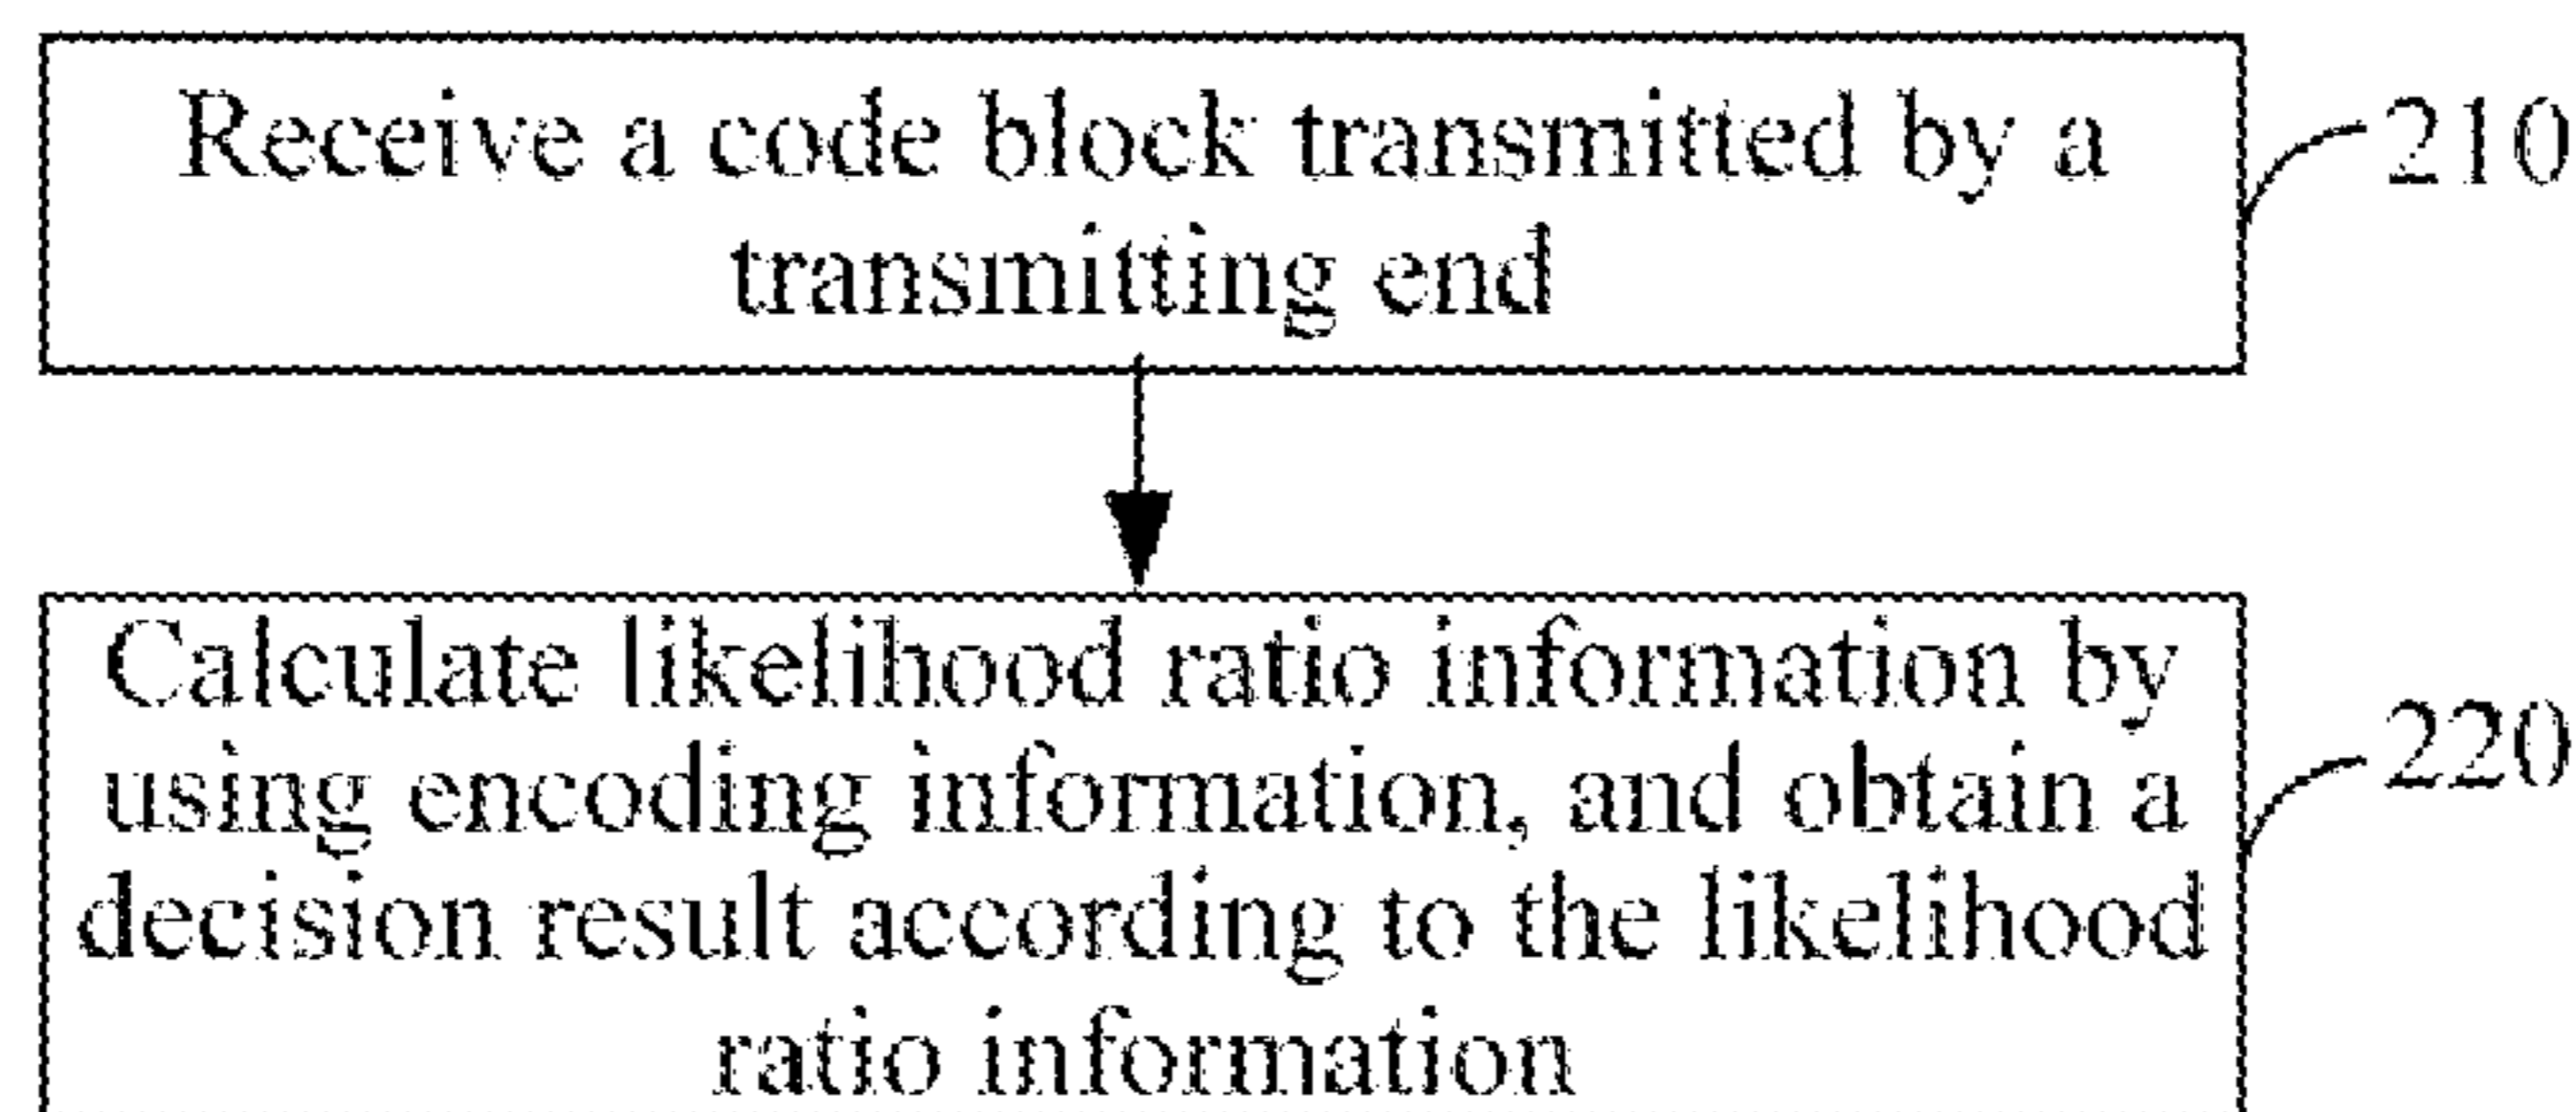 Receive a code block transmitted by a
transmitting end
210
Calculate likelihood ratio information by
using encoding information, and obtain a
decision result according to the likelihood
ratio information
220